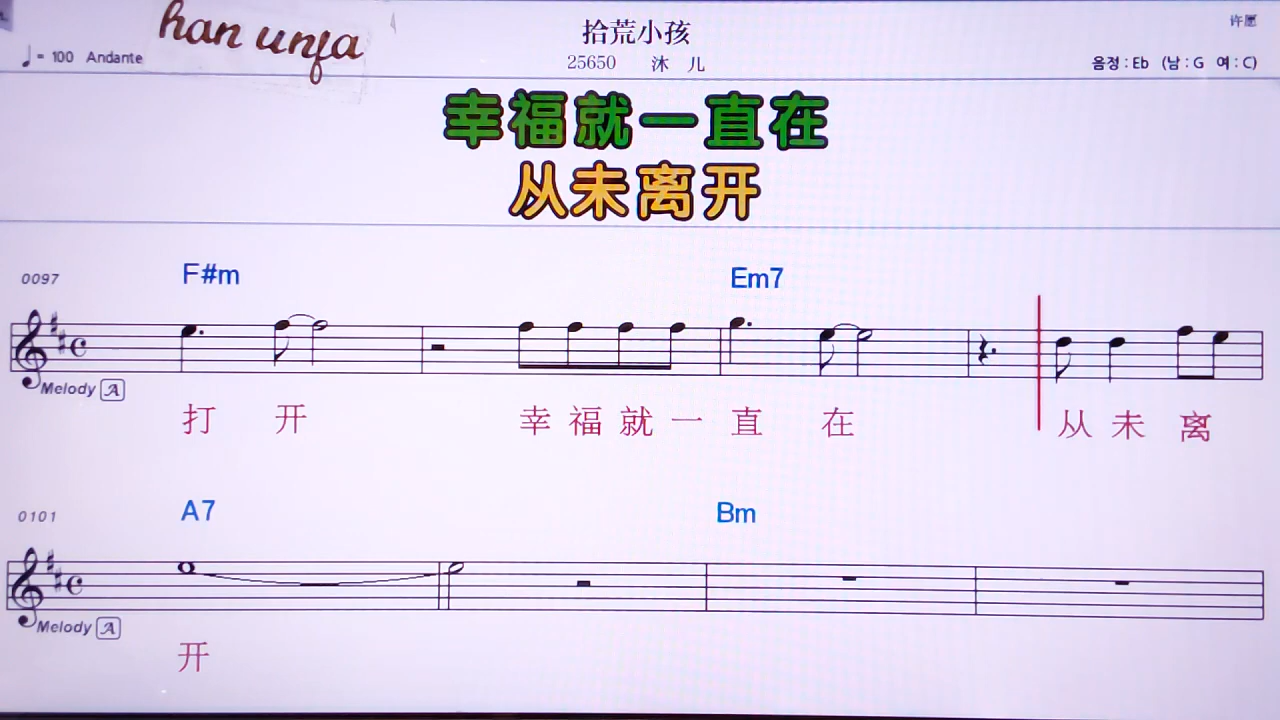 han unja
拾荒小孩
许愿
♩= 100 Andante
25650 沐 儿
음정 : Eb (남 : G 여 : C)
幸福就一直在
从未离开
0097
F#m Em7
Melody A
打 开 幸 福 就 一 直 在 从 未 离
0101
A7 Bm
Melody A
开